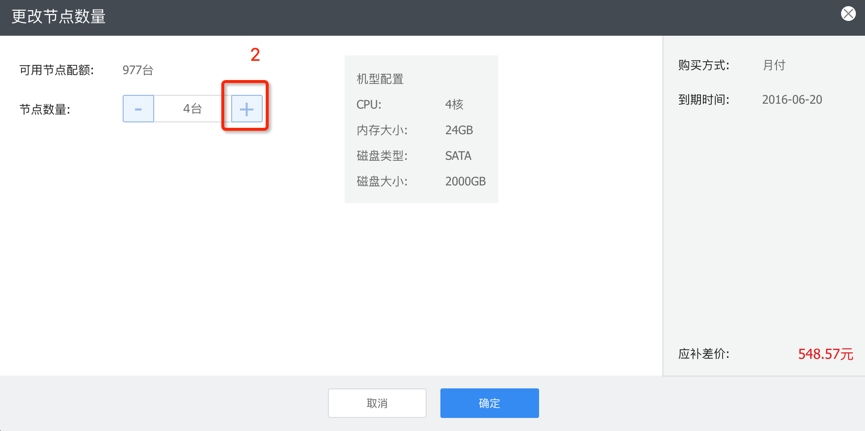 更改节点数量
2
可用节点配额: 977台
节点数量: - 4台 +
机型配置
CPU: 4核
内存大小: 24GB
磁盘类型: SATA
磁盘大小: 2000GB
购买方式: 月付
到期时间: 2016-06-20
应补差价: 548.57元
取消
确定